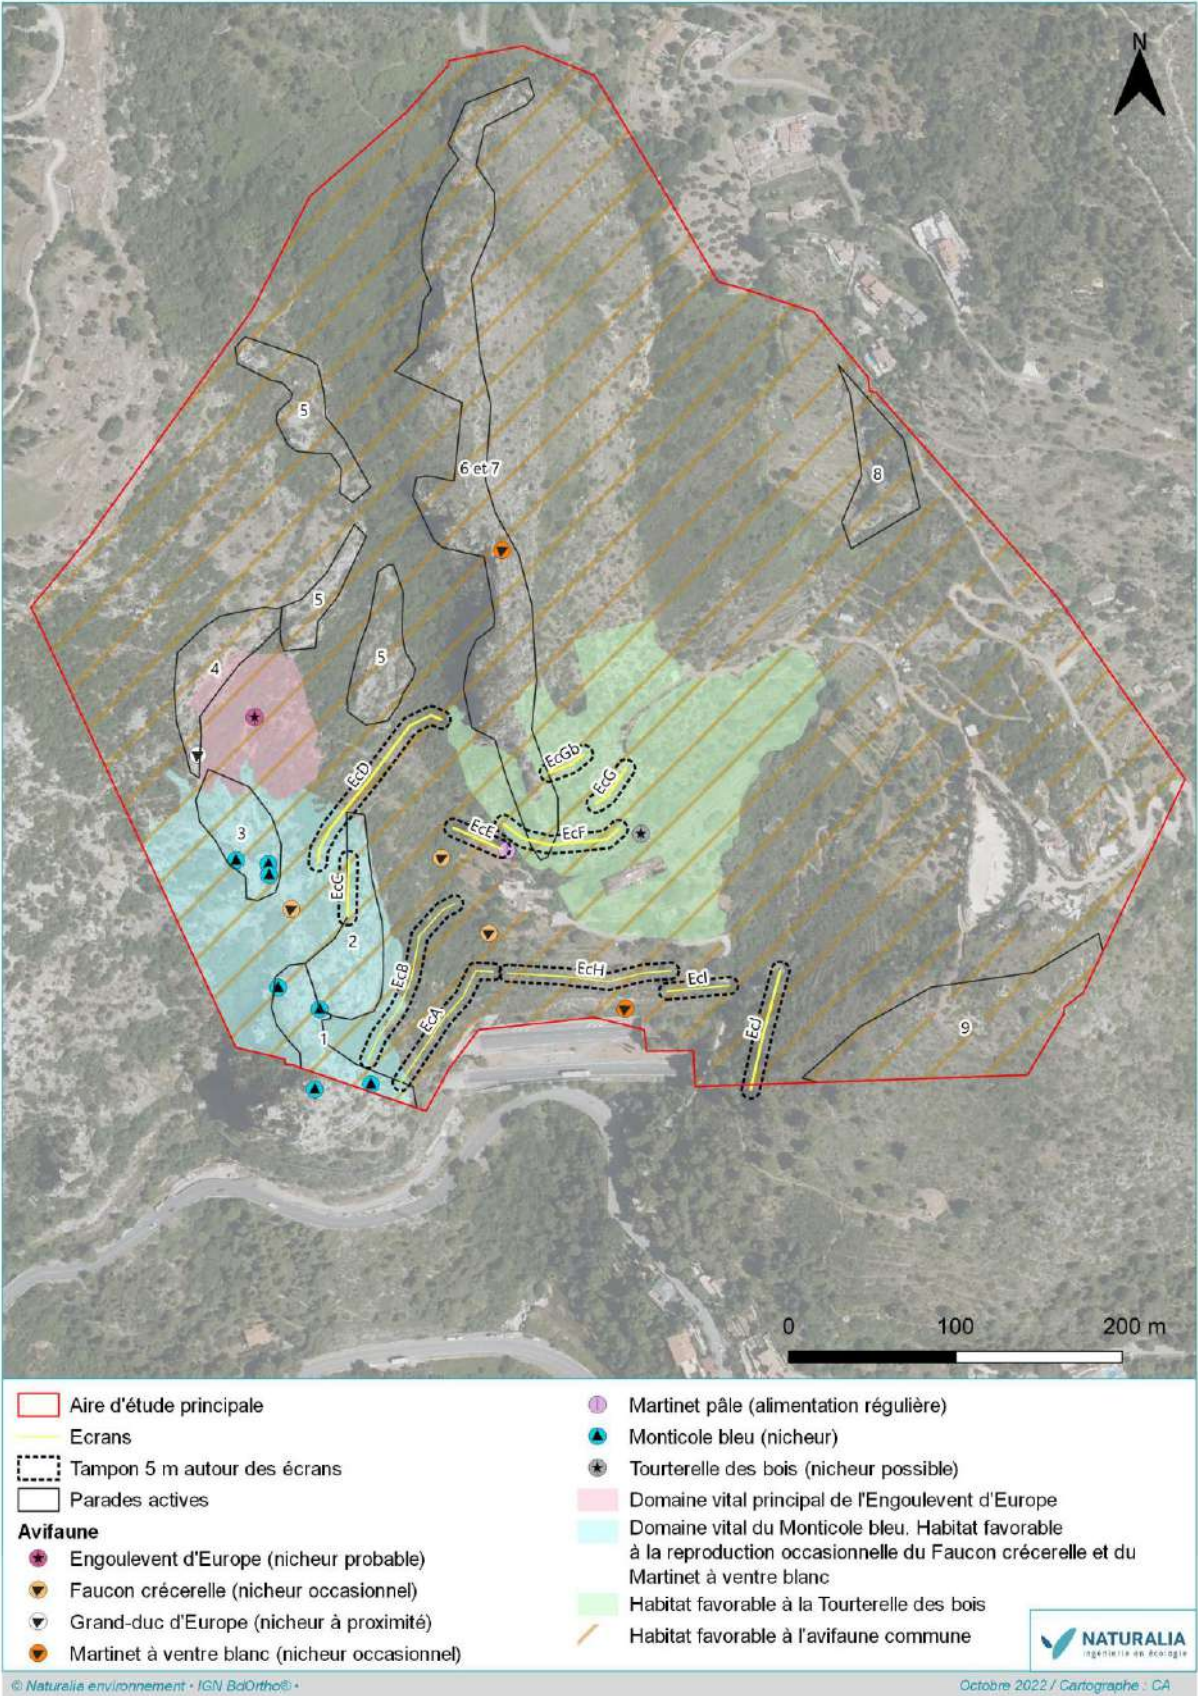 N
5
6 et 7
8
5
4
5
EcD
EcGb
EcG
3
EcE
EcF
EcC
2
EcB
EcH
EcI
EcA
EcJ
1
9
0 100 200 m
Aire d'étude principale
Ecrans
Tampon 5 m autour des écrans
Parades actives
Avifaune
Engoulevent d'Europe (nicheur probable)
Faucon crécerelle (nicheur occasionnel)
Grand-duc d'Europe (nicheur à proximité)
Martinet à ventre blanc (nicheur occasionnel)
Martinet pâle (alimentation régulière)
Monticole bleu (nicheur)
Tourterelle des bois (nicheur possible)
Domaine vital principal de l'Engoulevent d'Europe
Domaine vital du Monticole bleu. Habitat favorable
à la reproduction occasionnelle du Faucon crécerelle et du
Martinet à ventre blanc
Habitat favorable à la Tourterelle des bois
Habitat favorable à l'avifaune commune
NATURALIA
Ingénierie en écologie
© Naturalia environnement • IGN BdOrtho® •
Octobre 2022 / Cartographe : CA